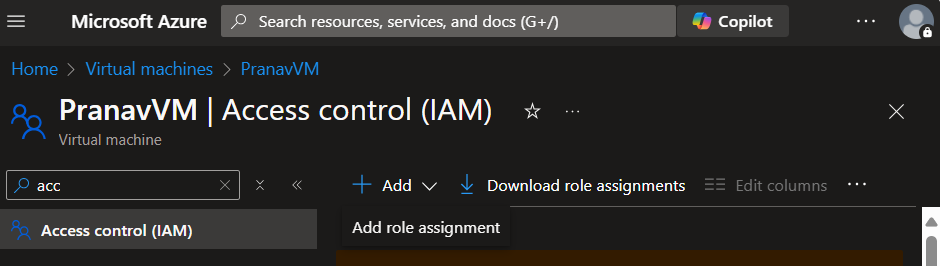 Microsoft Azure
Search resources, services, and docs (G+/)
Copilot
Home > Virtual machines > PranavVM
PranavVM | Access control (IAM)
Virtual machine
acc
Add
Download role assignments
Edit columns
Access control (IAM)
Add role assignment